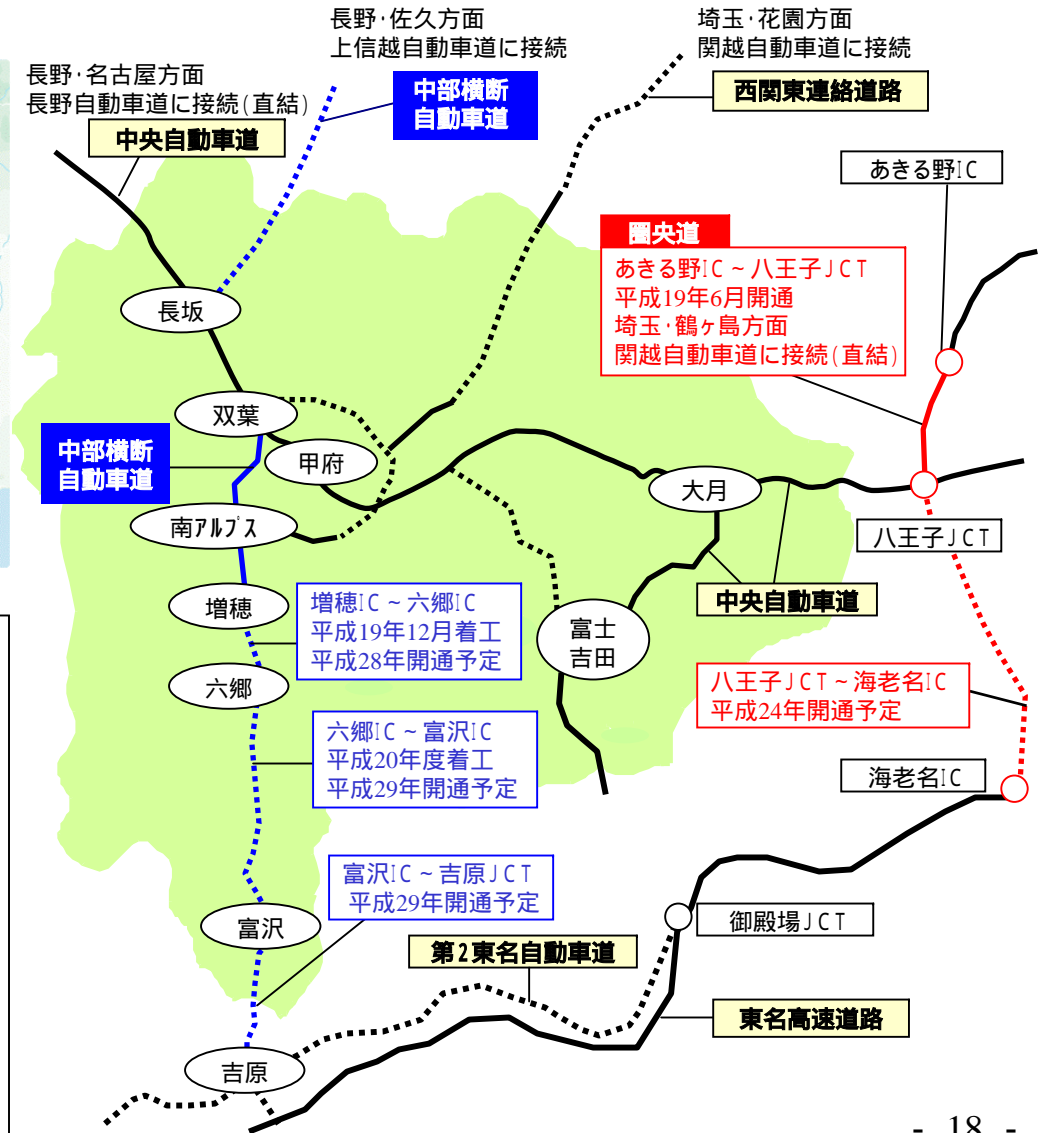 長野･佐久方面
上信越自動車道に接続
埼玉･花園方面
関越自動車道に接続
長野･名古屋方面
長野自動車道に接続(直結)
中部横断
自動車道
西関東連絡道路
中央自動車道
あきる野IC
圏央道
あきる野IC～八王子JCT
平成19年6月開通
埼玉･鶴ヶ島方面
関越自動車道に接続(直結)
長坂
双葉
中部横断
自動車道
甲府
大月
南ｱﾙﾌﾟｽ
八王子JCT
増穂
増穂IC～六郷IC
平成19年12月着工
平成28年開通予定
中央自動車道
富士
吉田
六郷
八王子JCT～海老名IC
平成24年開通予定
六郷IC～富沢IC
平成20年度着工
平成29年開通予定
海老名IC
富沢IC～吉原JCT
平成29年開通予定
富沢
御殿場JCT
第2東名自動車道
東名高速道路
吉原
- 18 -